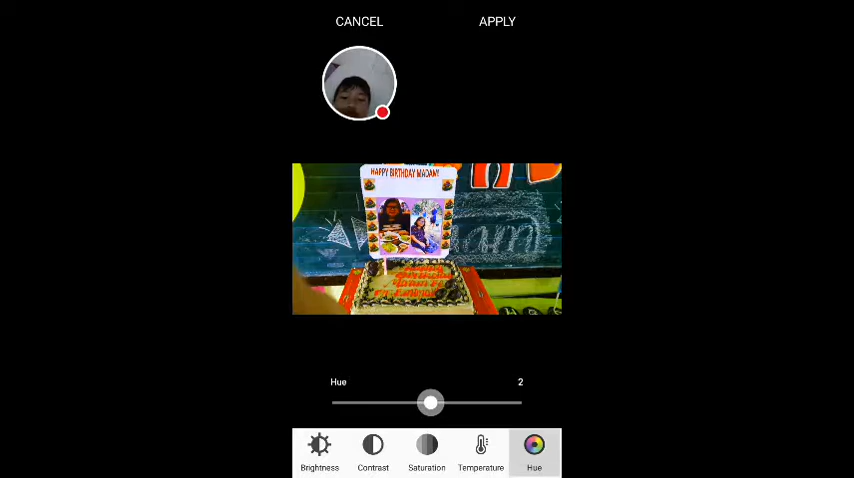 CANCEL
APPLY
HAPPY BIRTHDAY MADAM!
Hue
2
Brightness
Contrast
Saturation
Temperature
Hue